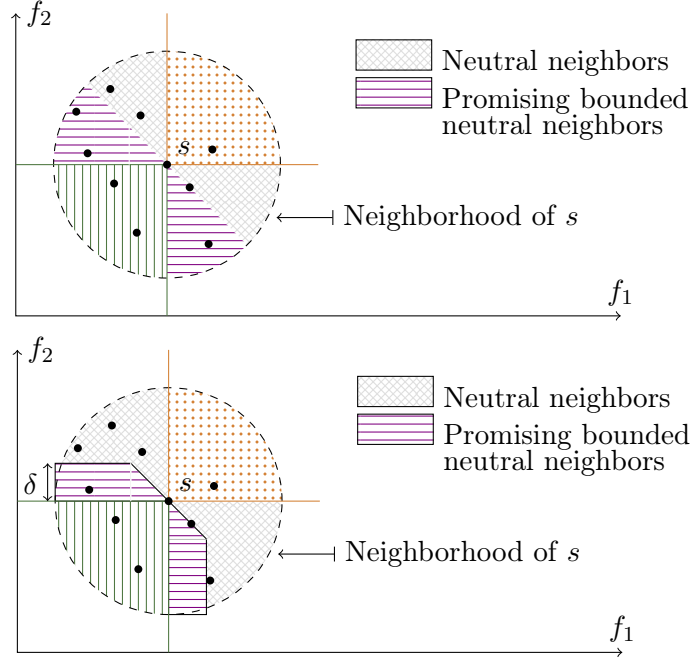 f₂
Neutral neighbors
Promising bounded
neutral neighbors
s
Neighborhood of s
f₁
f₂
Neutral neighbors
Promising bounded
neutral neighbors
δ
s
Neighborhood of s
f₁